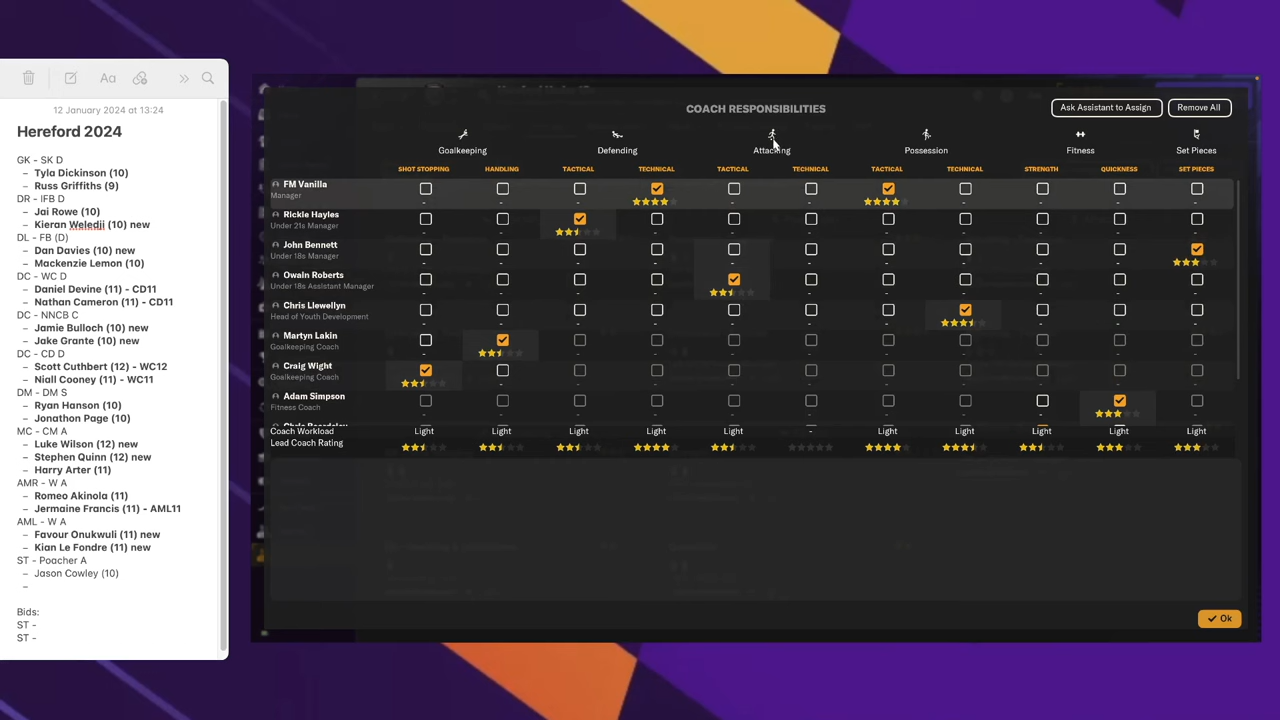 12 January 2024 at 13:24
Hereford 2024
GK - SK D
– Tyla Dickinson (10)
– Russ Griffiths (9)
DR - IFB D
– Jai Rowe (10)
– Kieran Weledji (10) new
DL - FB (D)
– Dan Davies (10) new
– Mackenzie Lemon (10)
DC - WC D
– Daniel Devine (11) - CD11
– Nathan Cameron (11) - CD11
DC - NNCB C
– Jamie Bulloch (10) new
– Jake Grante (10) new
DC - CD D
– Scott Cuthbert (12) - WC12
– Niall Cooney (11) - WC11
DM - DM S
– Ryan Hanson (10)
– Jonathon Page (10)
MC - CM A
– Luke Wilson (12) new
– Stephen Quinn (12) new
– Harry Arter (11)
AMR - W A
– Romeo Akinola (11)
– Jermaine Francis (11) - AML11
AML - W A
– Favour Onukwuli (11) new
– Kian Le Fondre (11) new
ST - Poacher A
– Jason Cowley (10)
–
Bids:
ST -
ST -
Aa
COACH RESPONSIBILITIES
Ask Assistant to Assign
Remove All
Goalkeeping Defending Attacking Possession Fitness Set Pieces
SHOT STOPPING HANDLING TACTICAL TECHNICAL TACTICAL TECHNICAL TACTICAL TECHNICAL STRENGTH QUICKNESS SET PIECES
FM Vanilla
Manager
Rickie Hayles
Under 21s Manager
John Bennett
Under 18s Manager
Owain Roberts
Under 18s Assistant Manager
Chris Llewellyn
Head of Youth Development
Martyn Lakin
Goalkeeping Coach
Craig Wight
Goalkeeping Coach
Adam Simpson
Fitness Coach
Coach Workload Light Light Light Light Light - Light Light Light Light Light
Lead Coach Rating
Ok